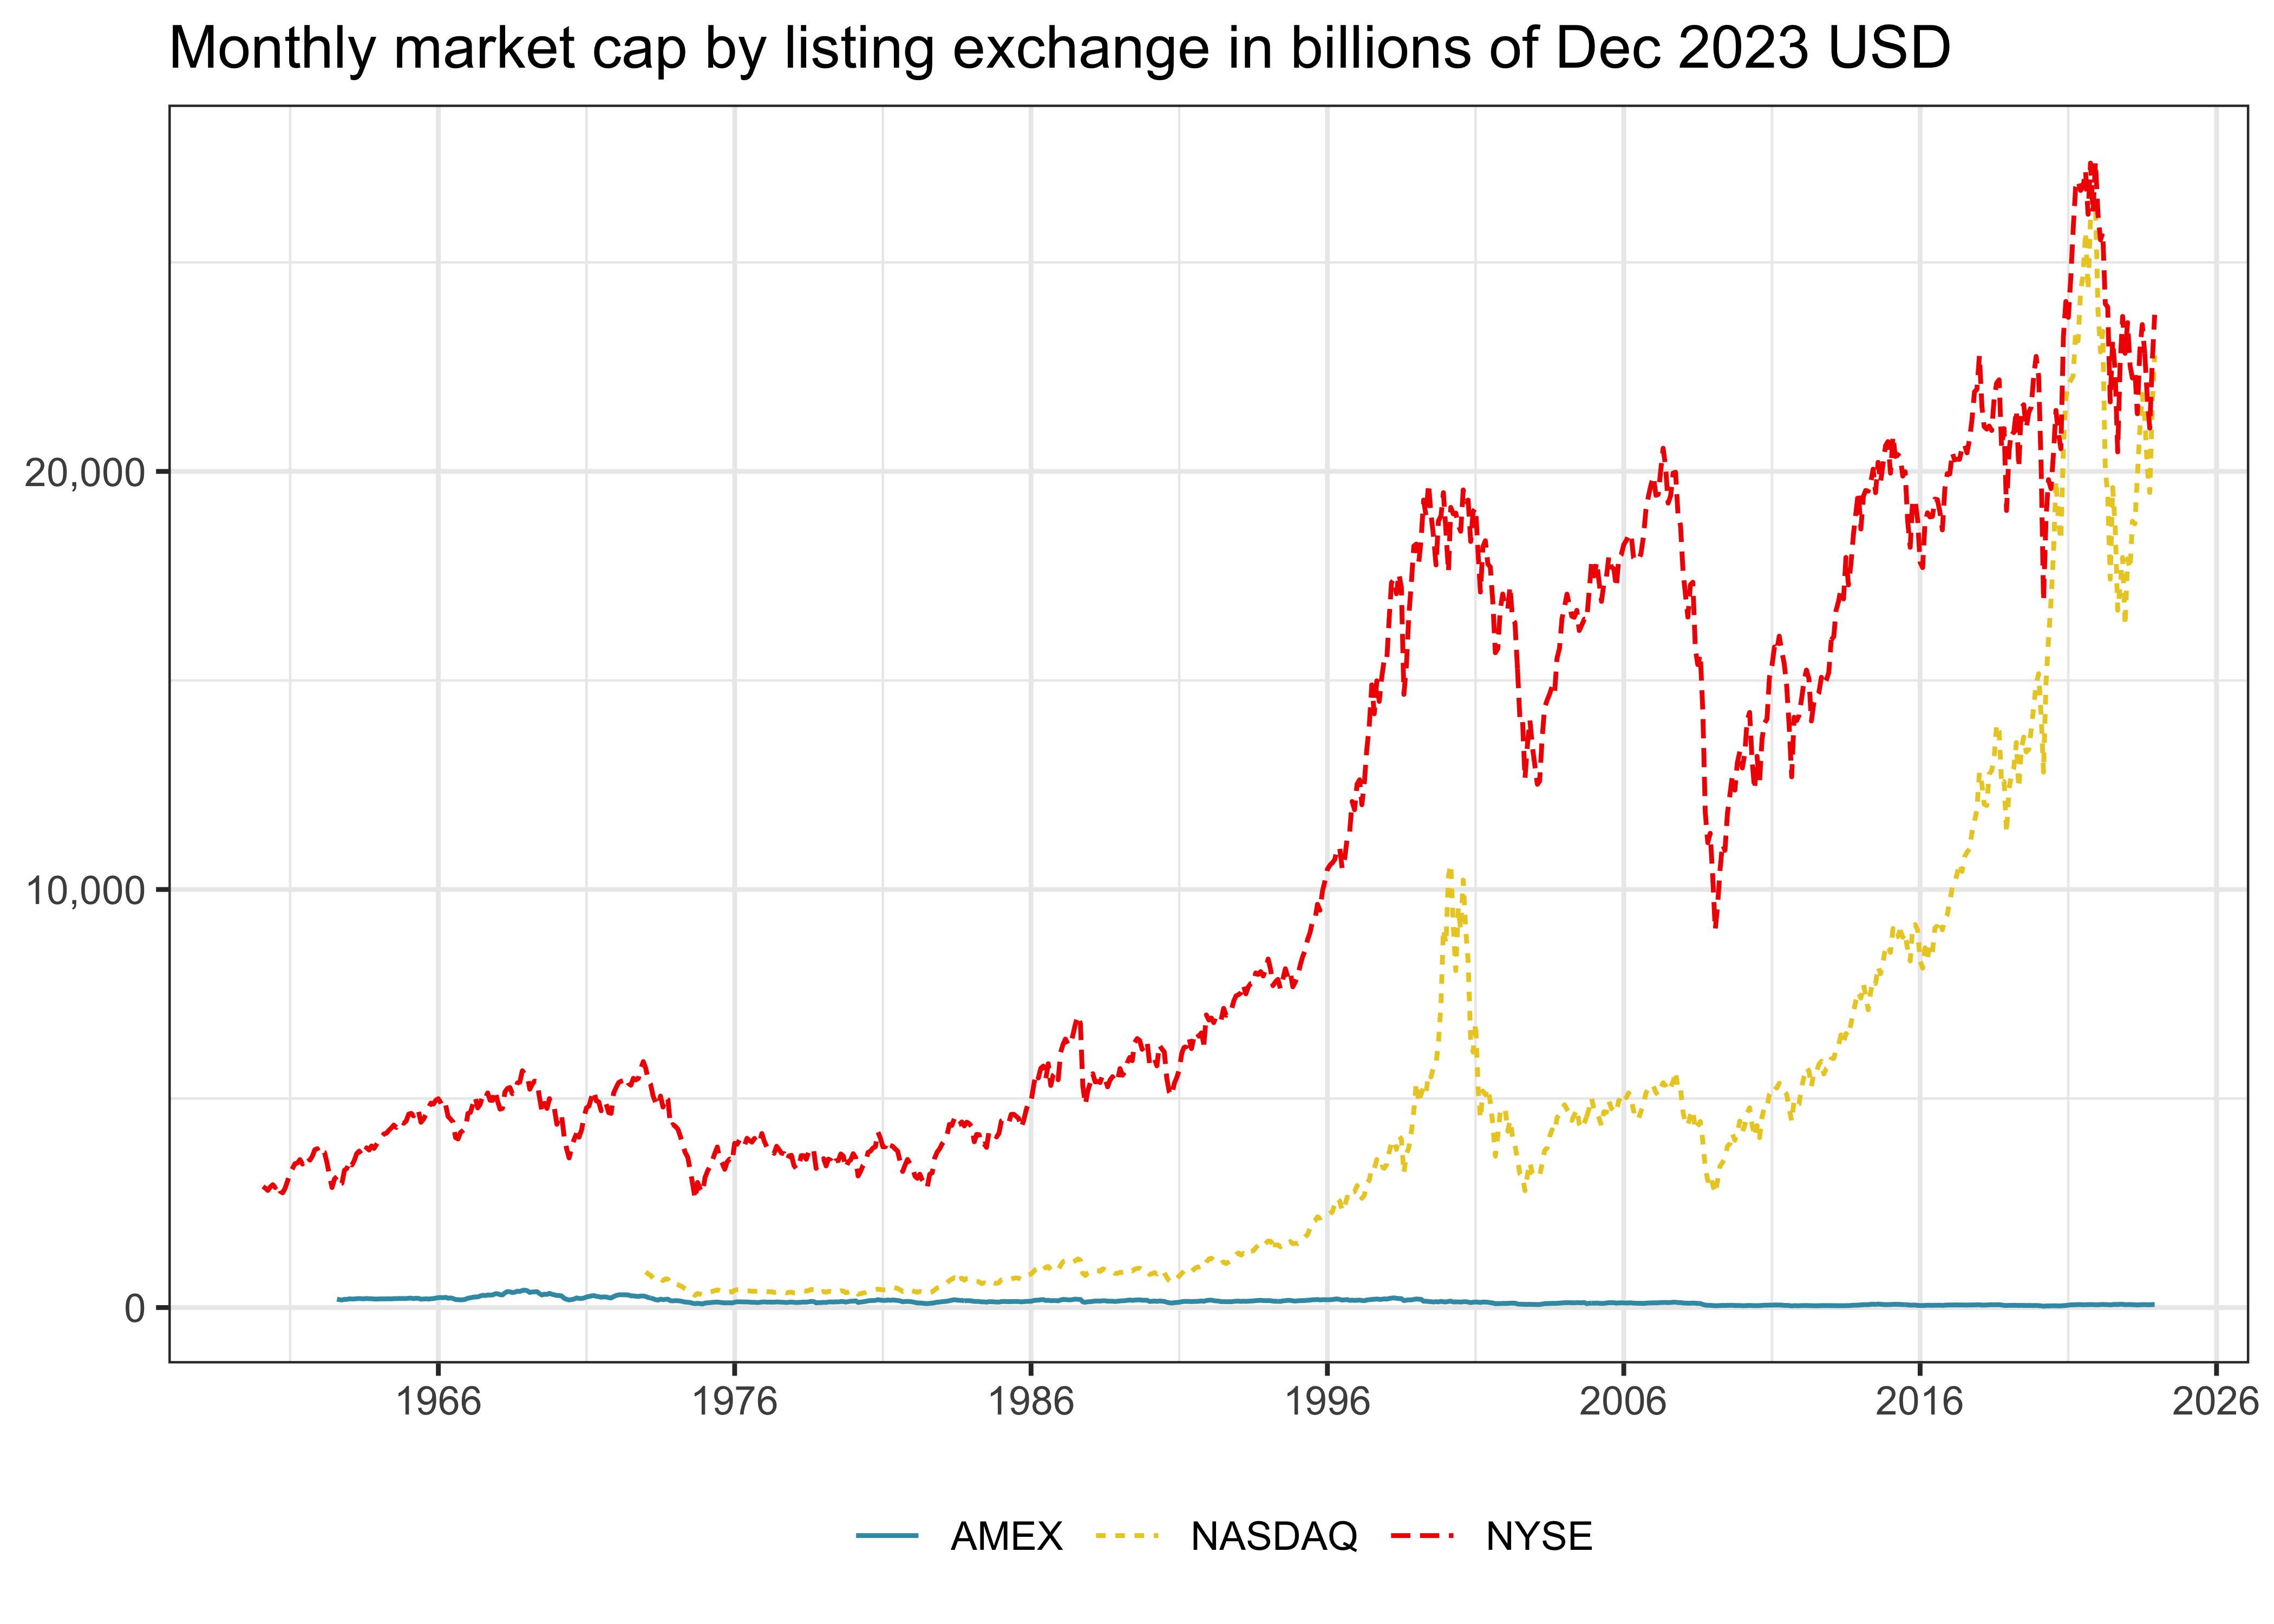 Monthly market cap by listing exchange in billions of Dec 2023 USD
20,000
10,000
0
1966 1976 1986 1996 2006 2016 2026
AMEX NASDAQ NYSE